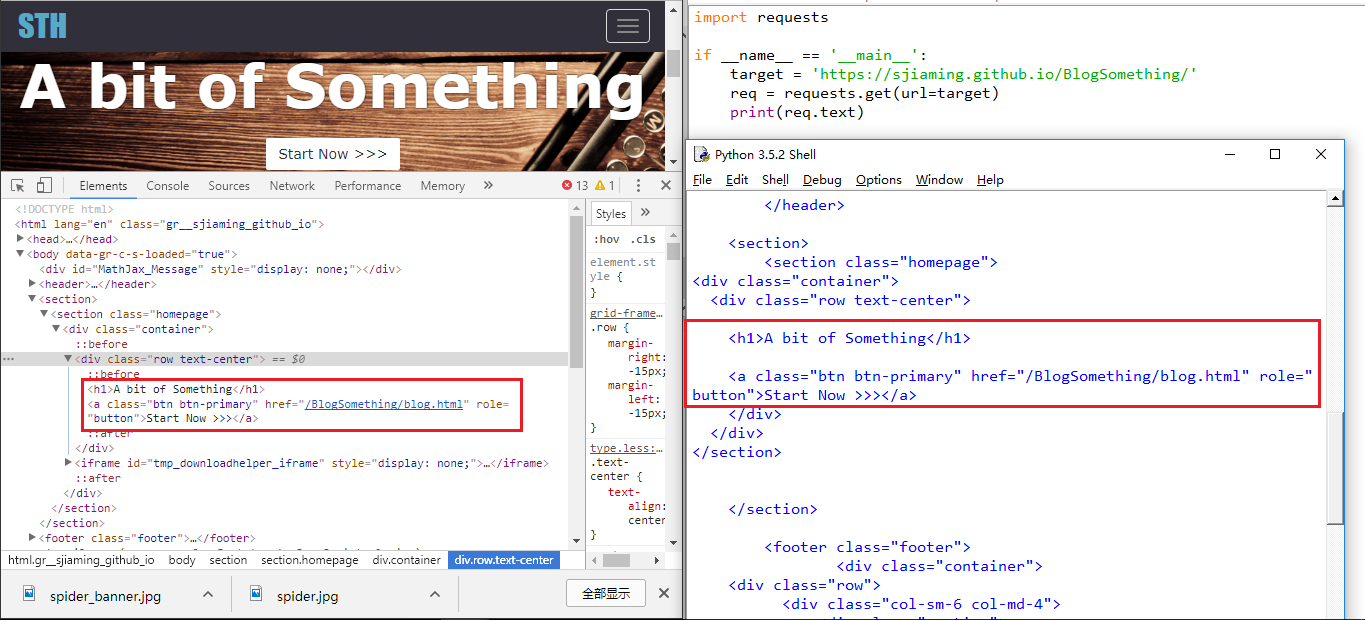 STH
A bit of Something
Start Now >>>
Elements Console Sources Network Performance Memory » 13 1
<!DOCTYPE html>
<html lang="en" class="gr__sjiaming_github_io">
<head>…</head>
<body data-gr-c-s-loaded="true">
<div id="MathJax_Message" style="display: none;"></div>
<header>…</header>
<section>
<section class="homepage">
<div class="container">
::before
<div class="row text-center"> == $0
::before
<h1>A bit of Something</h1>
<a class="btn btn-primary" href="/BlogSomething/blog.html" role=
"button">Start Now >>></a>
::after
</div>
<iframe id="tmp_downloadhelper_iframe" style="display: none;">…</iframe>
::after
</div>
</section>
</section>
<footer class="footer">…</footer>
html.gr__sjiaming_github_io body section section.homepage div.container div.row.text-center
Styles »
:hov .cls
element.st
yle {
}
grid-frame…
.row {
margin-
right:
-15px;
margin-
left:
-15px;
}
type.less:…
.text-
center {
text-
align:
center
}
spider_banner.jpg spider.jpg 全部显示
import requests
if __name__ == '__main__':
target = 'https://sjiaming.github.io/BlogSomething/'
req = requests.get(url=target)
print(req.text)
Python 3.5.2 Shell
File Edit Shell Debug Options Window Help
</header>
<section>
<section class="homepage">
<div class="container">
<div class="row text-center">
<h1>A bit of Something</h1>
<a class="btn btn-primary" href="/BlogSomething/blog.html" role="
button">Start Now >>></a>
</div>
</div>
</section>
</section>
<footer class="footer">
<div class="container">
<div class="row">
<div class="col-sm-6 col-md-4">